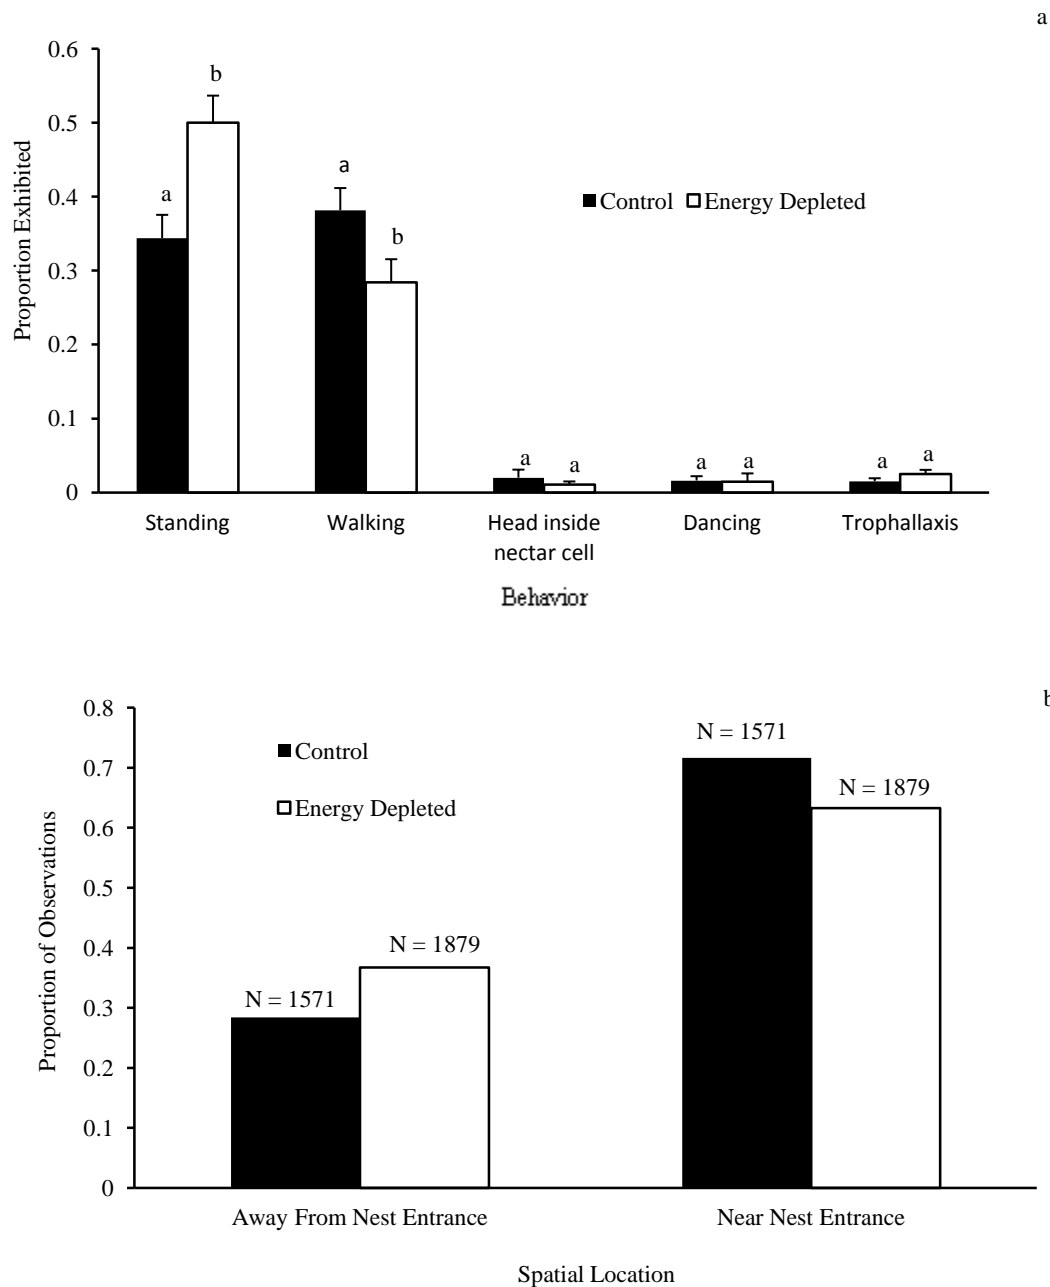 a
0.6
b
0.5
a
a
0.4
Control Energy Depleted
b
0.3
Proportion Exhibited
0.2
0.1
a a a a a a
0
Standing Walking Head inside Dancing Trophallaxis
nectar cell
Behavior
b
0.8
N = 1571
Control
0.7
N = 1879
Energy Depleted
0.6
Proportion of Observations
0.5
N = 1879
0.4
N = 1571
0.3
0.2
0.1
0
Away From Nest Entrance Near Nest Entrance
Spatial Location